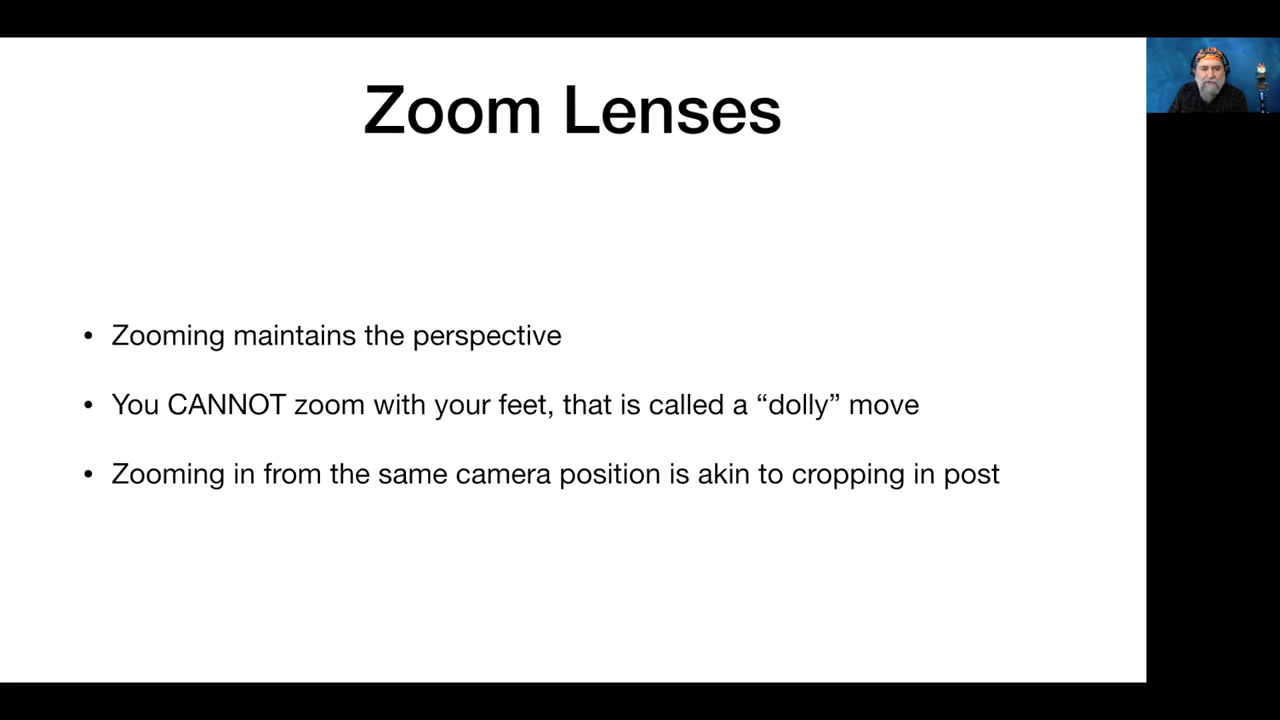 Zoom Lenses
• Zooming maintains the perspective
• You CANNOT zoom with your feet, that is called a “dolly” move
• Zooming in from the same camera position is akin to cropping in post